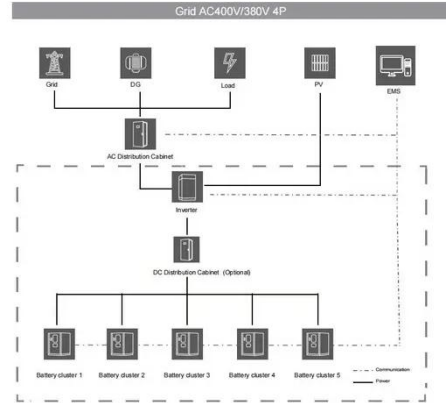 Grid AC400V/380V 4P
Grid
DG
Load
PV
EMS
AC Distribution Cabinet
Inverter
DC Distribution Cabinet (Optional)
Battery cluster 1
Battery cluster 2
Battery cluster 3
Battery cluster 4
Battery cluster 5
Communication
Power